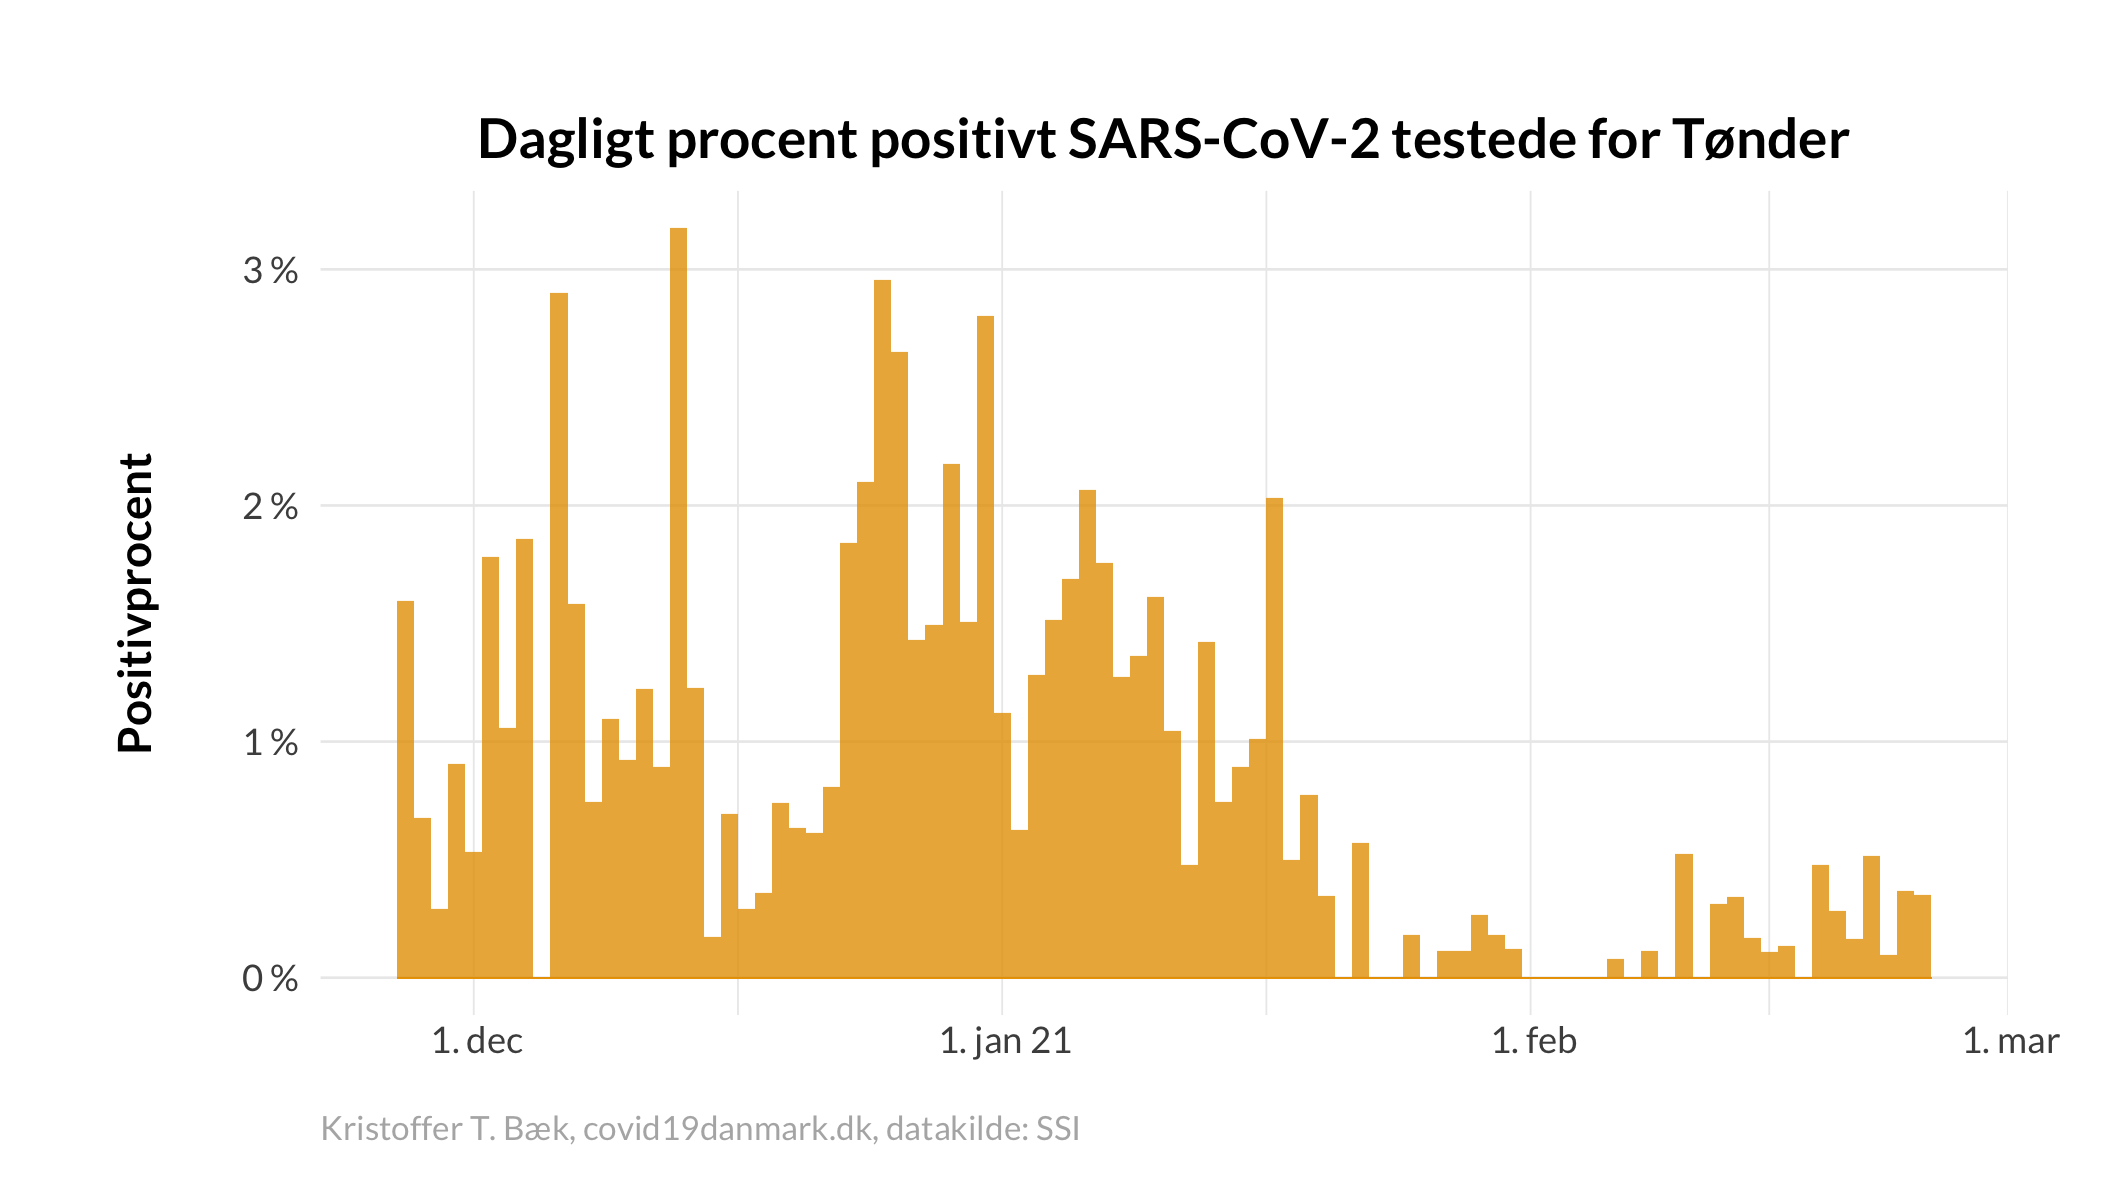 Dagligt procent positivt SARS-CoV-2 testede for Tønder
Positivprocent
3 %
2 %
1 %
0 %
1. dec
1. jan 21
1. feb
1. mar
Kristoffer T. Bæk, covid19danmark.dk, datakilde: SSI